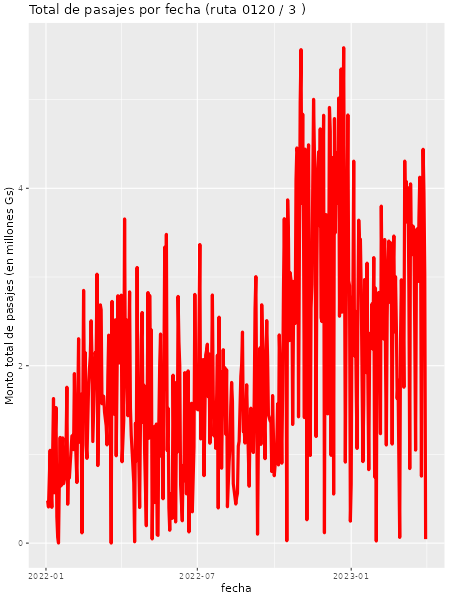 Total de pasajes por fecha (ruta 0120 / 3 )
Monto total de pasajes (en millones Gs)
4
2
0
2022-01
2022-07
2023-01
fecha